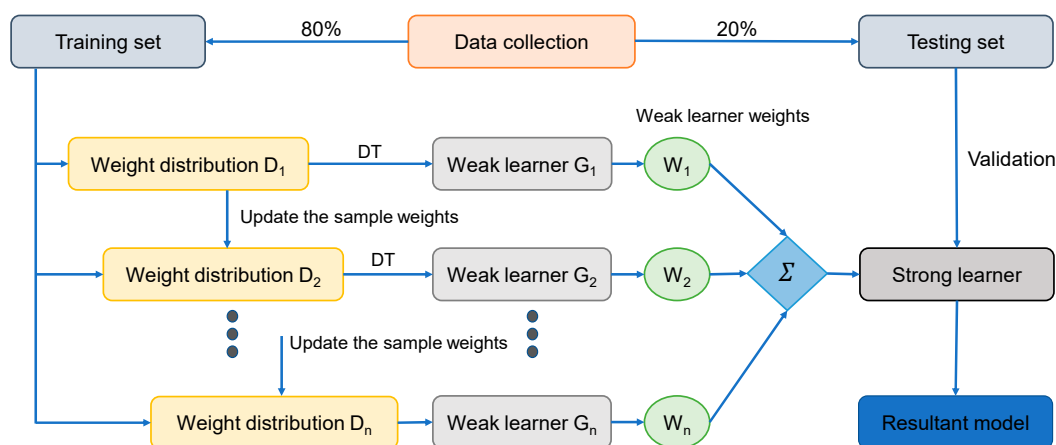 Training set
80%
Data collection
20%
Testing set
Weak learner weights
Weight distribution D₁
DT
Weak learner G₁
W₁
Validation
Update the sample weights
Weight distribution D₂
DT
Weak learner G₂
W₂
Σ
Strong learner
Update the sample weights
Weight distribution Dₙ
Weak learner Gₙ
Wₙ
Resultant model